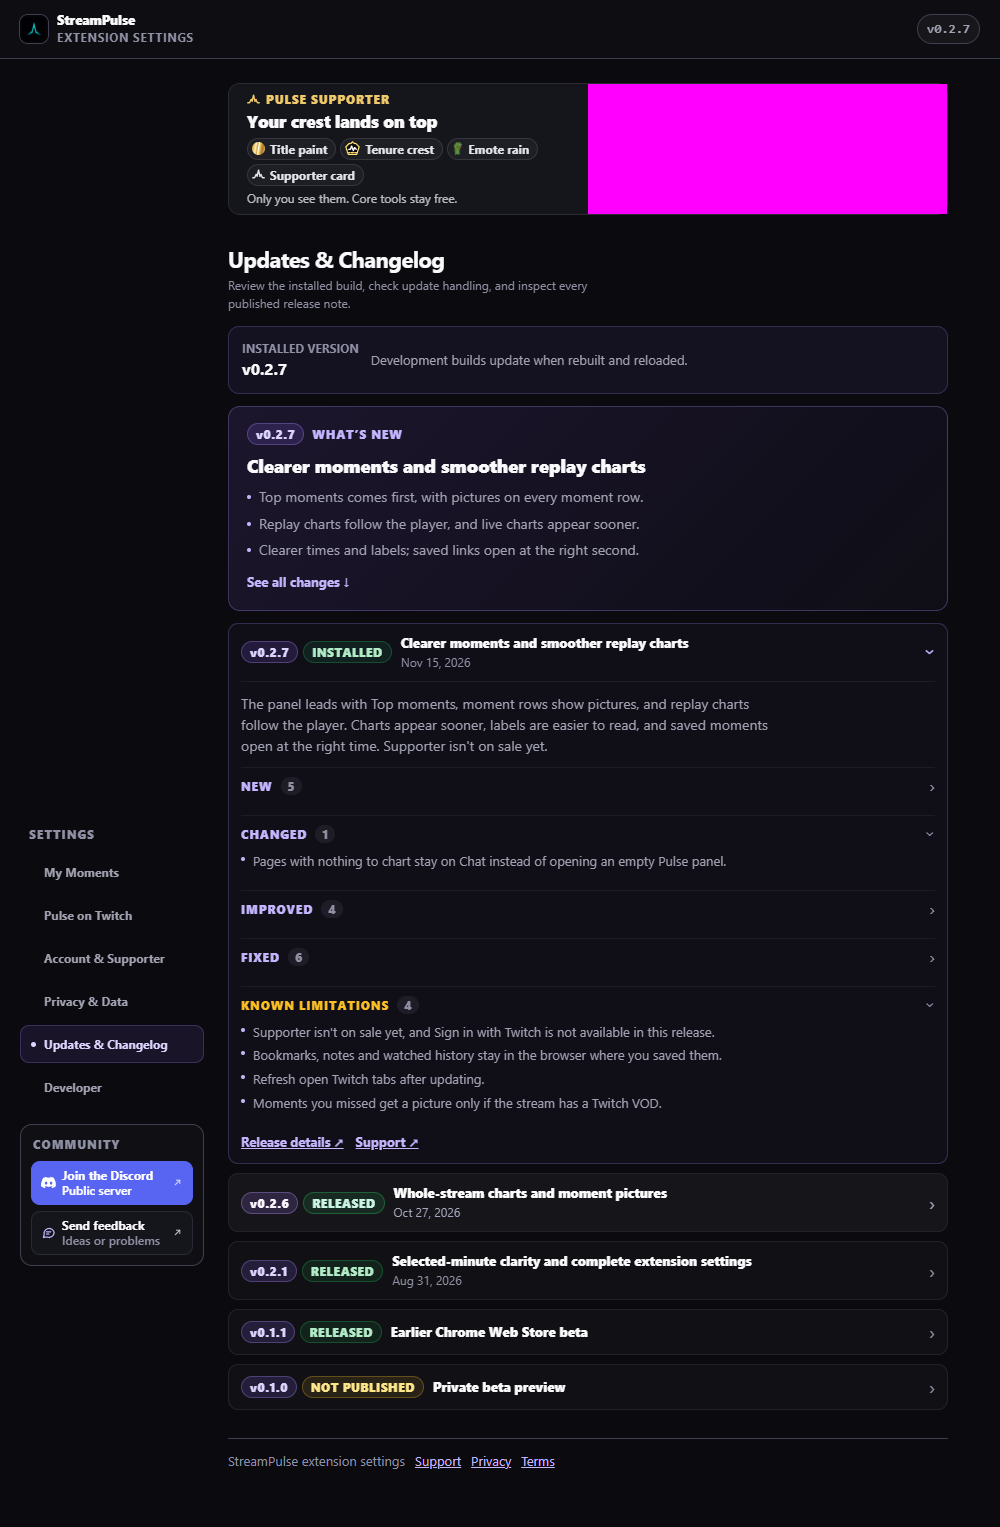 StreamPulse
EXTENSION SETTINGS
v0.2.7
PULSE SUPPORTER
Your crest lands on top
Title paint
Tenure crest
Emote rain
Supporter card
Only you see them. Core tools stay free.
Updates & Changelog
Review the installed build, check update handling, and inspect every
published release note.
INSTALLED VERSION
v0.2.7
Development builds update when rebuilt and reloaded.
v0.2.7 WHAT'S NEW
Clearer moments and smoother replay charts
• Top moments comes first, with pictures on every moment row.
• Replay charts follow the player, and live charts appear sooner.
• Clearer times and labels; saved links open at the right second.
See all changes ↓
v0.2.7 INSTALLED Clearer moments and smoother replay charts
Nov 15, 2026
The panel leads with Top moments, moment rows show pictures, and replay charts
follow the player. Charts appear sooner, labels are easier to read, and saved moments
open at the right time. Supporter isn't on sale yet.
NEW 5
CHANGED 1
• Pages with nothing to chart stay on Chat instead of opening an empty Pulse panel.
IMPROVED 4
FIXED 6
KNOWN LIMITATIONS 4
• Supporter isn't on sale yet, and Sign in with Twitch is not available in this release.
• Bookmarks, notes and watched history stay in the browser where you saved them.
• Refresh open Twitch tabs after updating.
• Moments you missed get a picture only if the stream has a Twitch VOD.
Release details ↗ Support ↗
v0.2.6 RELEASED Whole-stream charts and moment pictures
Oct 27, 2026
v0.2.1 RELEASED Selected-minute clarity and complete extension settings
Aug 31, 2026
v0.1.1 RELEASED Earlier Chrome Web Store beta
v0.1.0 NOT PUBLISHED Private beta preview
SETTINGS
My Moments
Pulse on Twitch
Account & Supporter
Privacy & Data
• Updates & Changelog
Developer
COMMUNITY
Join the Discord ↗
Public server
Send feedback ↗
Ideas or problems
StreamPulse extension settings Support Privacy Terms